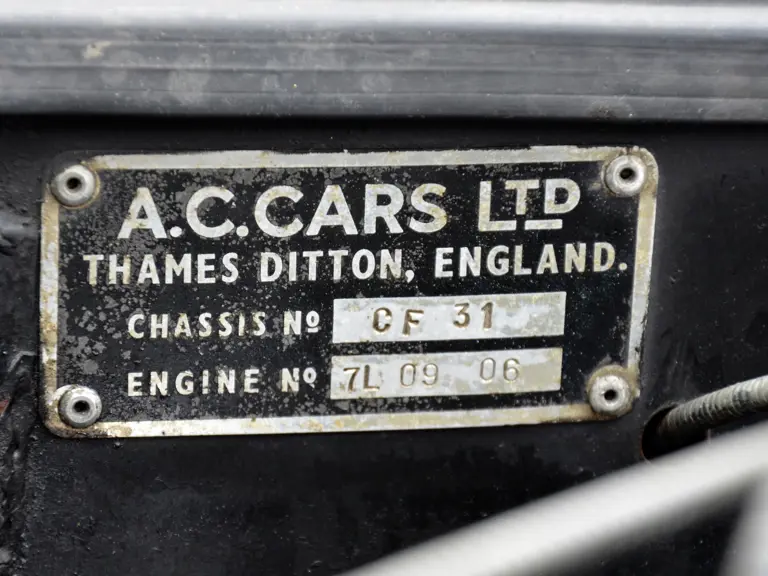 A.C.CARS LTD
THAMES DITTON, ENGLAND.
CHASSIS NO CF 31
ENGINE NO 7L 09 06